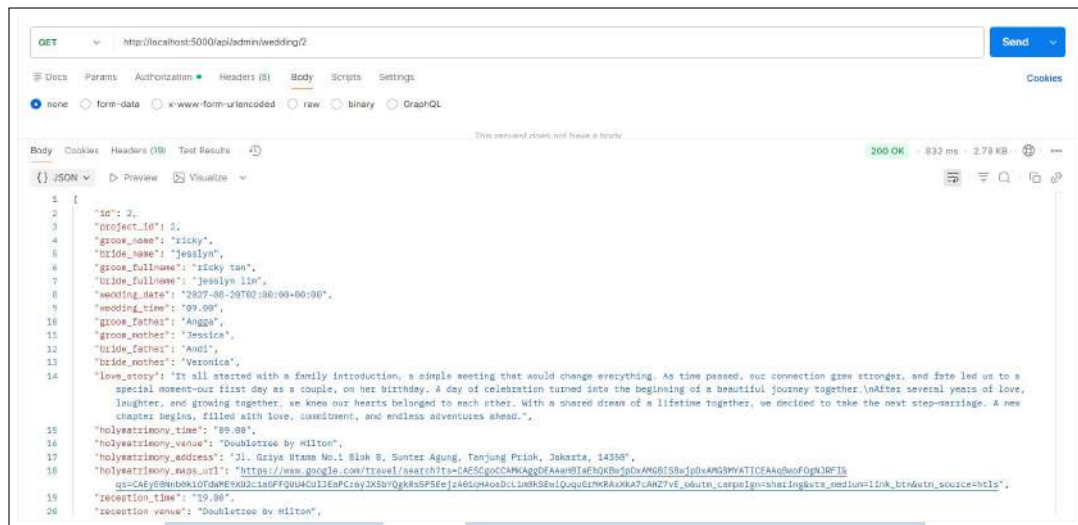 GET http://localhost:5000/api/admin/wedding/2 Send
Docs Params Authorization Headers (8) Body Scripts Settings Cookies
none form-data x-www-form-urlencoded raw binary GraphQL
This request does not have a body
Body Cookies Headers (19) Test Results 200 OK 832 ms 2.79 KB
{} JSON Preview Visualize
1 {
2 "id": 2,
3 "project_id": 2,
4 "groom_name": "ricky",
5 "bride_name": "jesslyn",
6 "groom_fullname": "ricky tan",
7 "bride_fullname": "jesslyn lim",
8 "wedding_date": "2027-08-20T02:00:00+00:00",
9 "wedding_time": "09.00",
10 "groom_father": "Angga",
11 "groom_mother": "Jessica",
12 "bride_father": "Andi",
13 "bride_mother": "Veronica",
14 "love_story": "It all started with a family introduction, a simple meeting that would change everything. As time passed, our connection grew stronger, and fate led us to a
special moment—our first day as a couple, on her birthday. A day of celebration turned into the beginning of a beautiful journey together.\nAfter several years of love,
laughter, and growing together, we knew our hearts belonged to each other. With a shared dream of a lifetime together, we decided to take the next step—marriage. A new
chapter begins, filled with love, commitment, and endless adventures ahead.",
15 "holymatrimony_time": "09.00",
16 "holymatrimony_venue": "Doubletree by Hilton",
17 "holymatrimony_address": "Jl. Griya Utama No.1 Blok B, Sunter Agung, Tanjung Priok, Jakarta, 14350",
18 "holymatrimony_maps_url": "
19 "reception_time": "19.00",
20 "reception_venue": "Doubletree by Hilton",